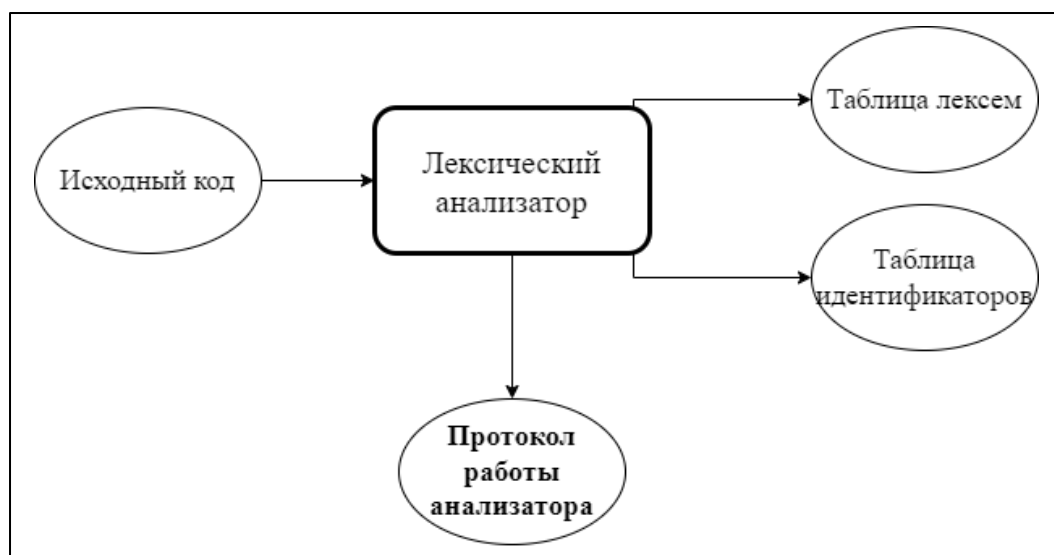 Исходный код
Лексический
анализатор
Таблица лексем
Таблица
идентификаторов
Протокол
работы
анализатора